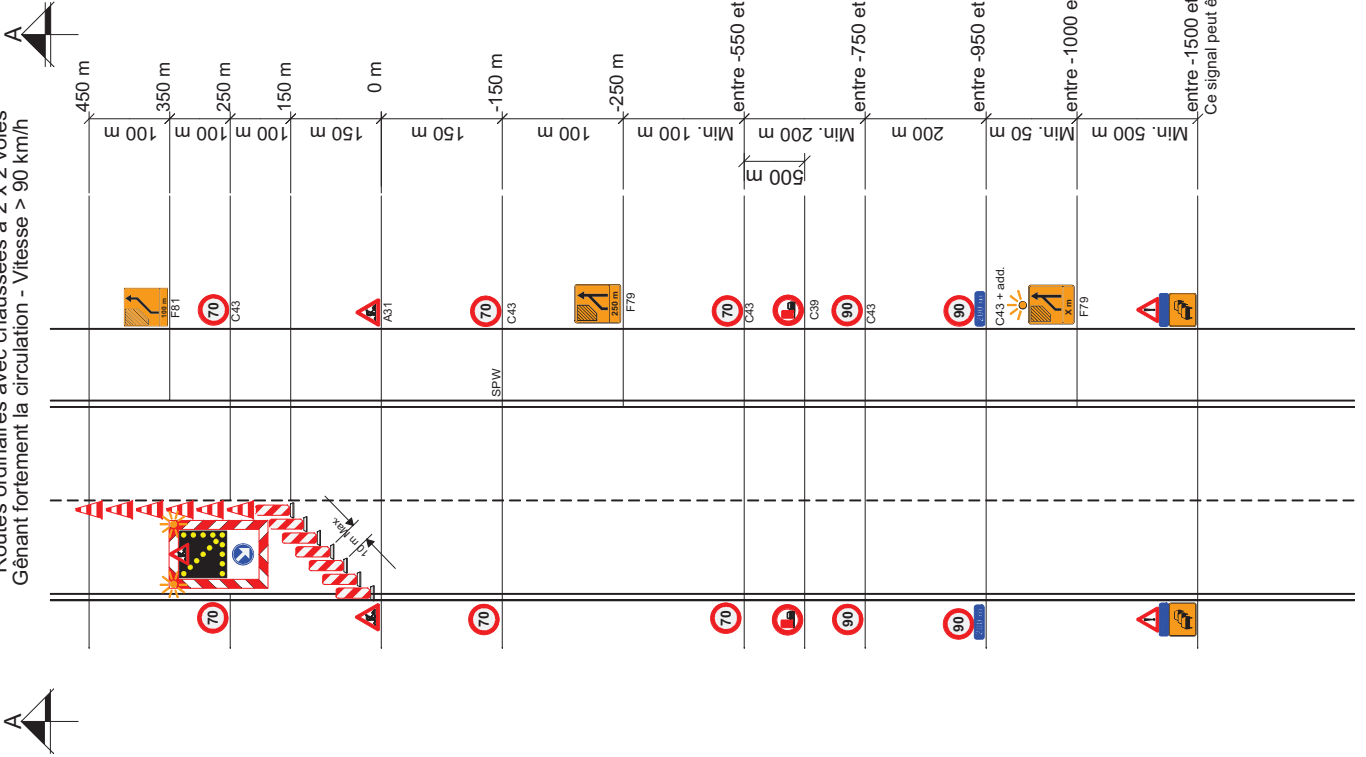 Routes ordinaires avec chaussées à 2 x 2 voies
Gênant fortement la circulation - Vitesse > 90 km/h
A
A
450 m
100 m
350 m
100 m
250 m
100 m
150 m
150 m
0 m
150 m
-150 m
100 m
-250 m
Min. 100 m
entre -550 et
Min. 200 m
500 m
entre -750 et
200 m
entre -950 et
Min. 50 m
entre -1000 e
Min. 500 m
entre -1500 et
Ce signal peut ê
100 m
F81
70
C43
A31
70
C43
SPW
250 m
F79
70
C43
C39
90
C43
90
200 m
C43 + add.
X m
F79
10 m Max.
70
70
70
90
90
200 m